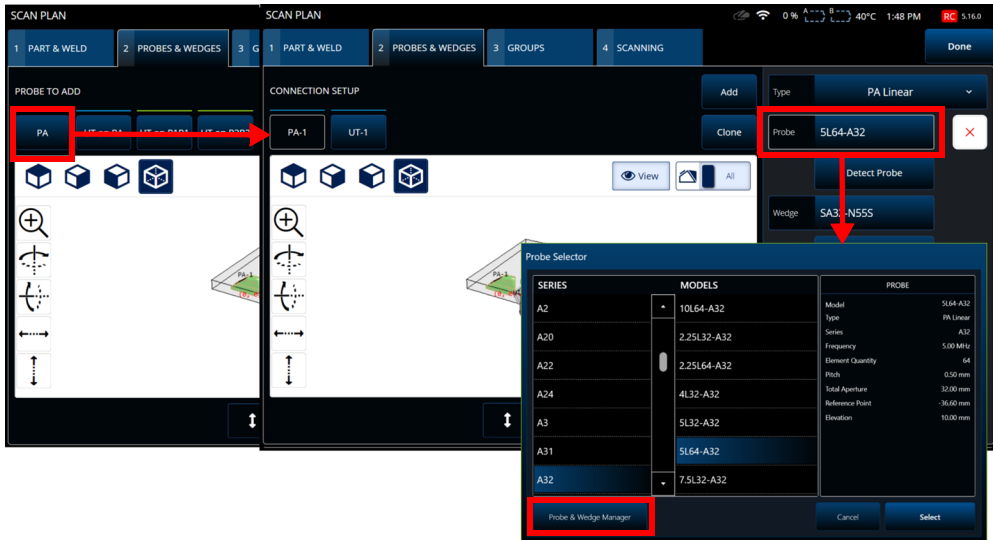 SCAN PLAN
1 PART & WELD
2 PROBES & WEDGES
3 G
PROBE TO ADD
PA
PA-1
SCAN PLAN
0 % A B 40°C 1:48 PM RC 5.16.0
1 PART & WELD
2 PROBES & WEDGES
3 GROUPS
4 SCANNING
Done
CONNECTION SETUP
Add
PA-1
UT-1
Clone
View
All
PA-1
Type PA Linear
Probe 5L64-A32
Detect Probe
Wedge SA32-N55S
Probe Selector
SERIES
A2
A20
A22
A24
A3
A31
A32
MODELS
10L64-A32
2.25L32-A32
2.25L64-A32
4L32-A32
5L32-A32
5L64-A32
7.5L32-A32
PROBE
Model 5L64-A32
Type PA Linear
Series A32
Frequency 5.00 MHz
Element Quantity 64
Pitch 0.50 mm
Total Aperture 32.00 mm
Reference Point -36.60 mm
Elevation 10.00 mm
Probe & Wedge Manager
Cancel
Select